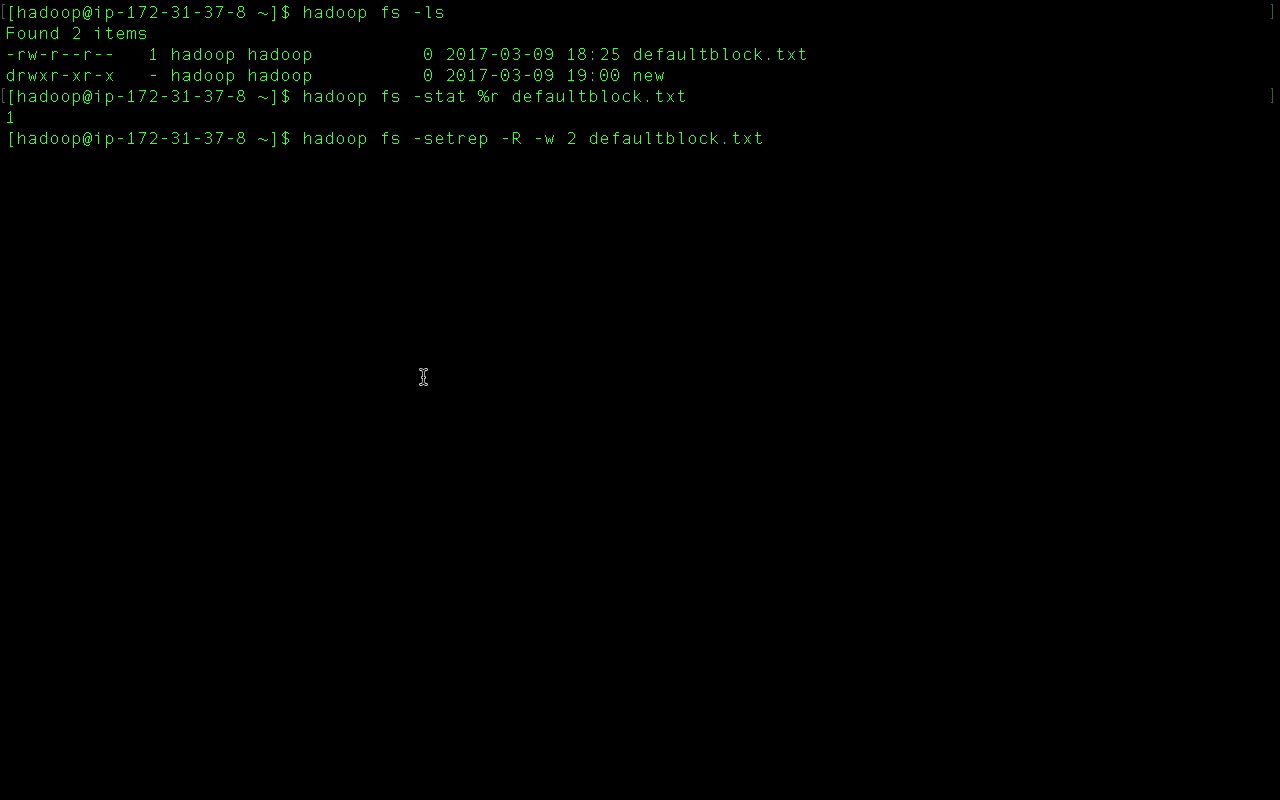 [hadoop@ip-172-31-37-8 ~]$ hadoop fs -ls
Found 2 items
-rw-r--r--   1 hadoop hadoop          0 2017-03-09 18:25 defaultblock.txt
drwxr-xr-x   - hadoop hadoop          0 2017-03-09 19:00 new
[hadoop@ip-172-31-37-8 ~]$ hadoop fs -stat %r defaultblock.txt
1
[hadoop@ip-172-31-37-8 ~]$ hadoop fs -setrep -R -w 2 defaultblock.txt